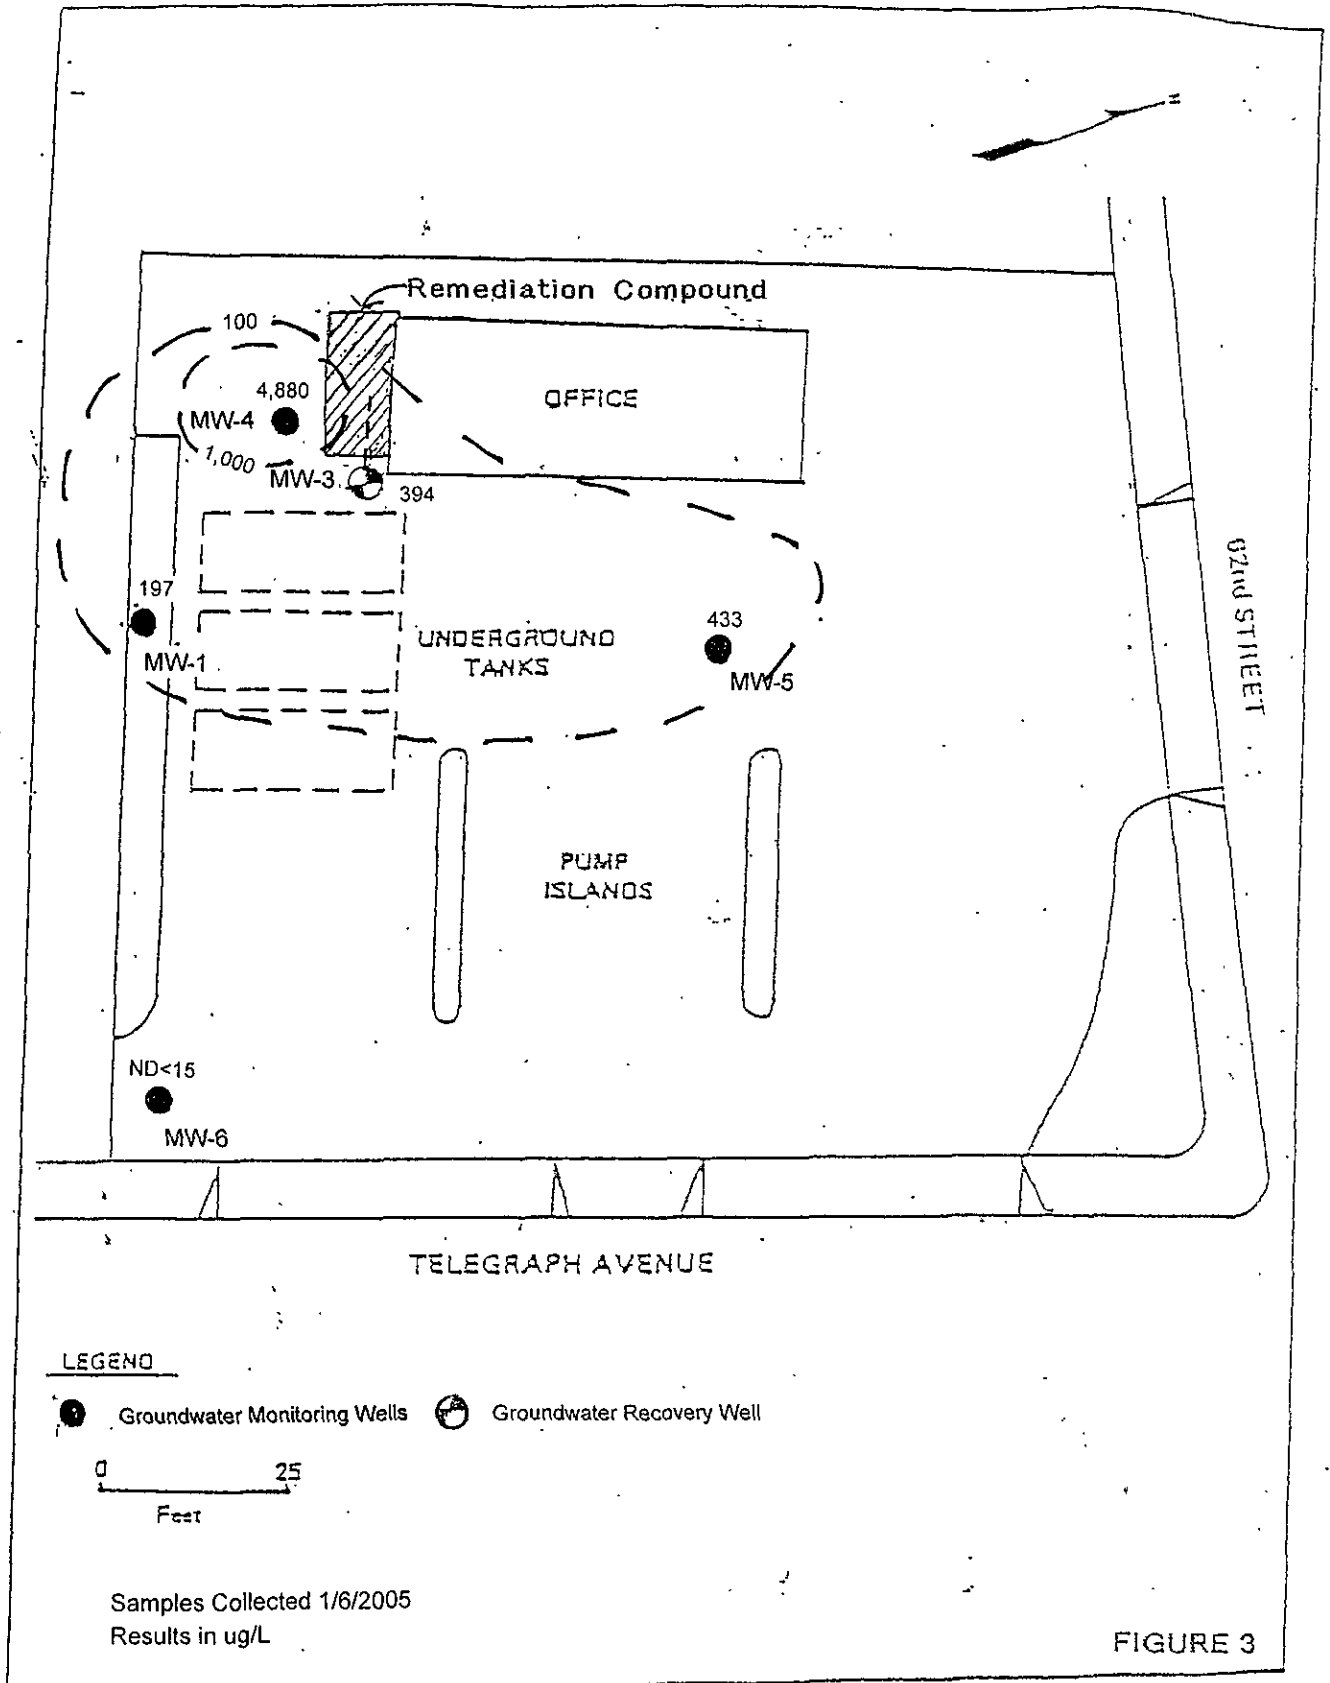 Remediation Compound
100
4,880
MW-4
1,000
OFFICE
MW-3
394
197
MW-1
UNDERGROUND
TANKS
433
MW-5
62nd STREET
PUMP
ISLANDS
ND<15
MW-6
TELEGRAPH AVENUE
LEGEND
Groundwater Monitoring Wells
Groundwater Recovery Well
0 25
Feet
Samples Collected 1/6/2005
Results in ug/L
FIGURE 3